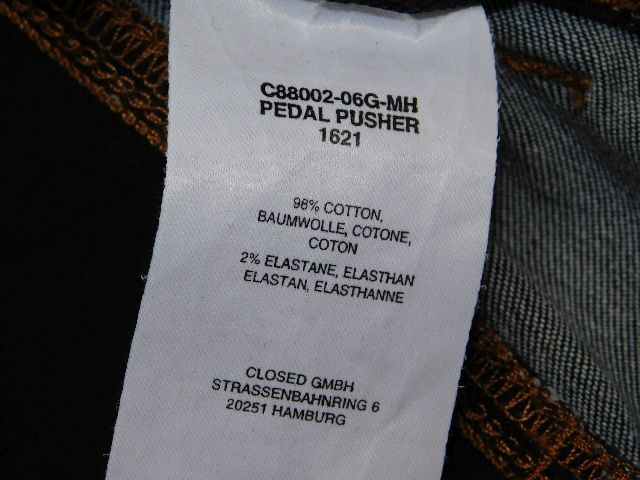 C88002-06G-MH
PEDAL PUSHER
1621
98% COTTON,
BAUMWOLLE, COTONE,
COTON
2% ELASTANE, ELASTHAN
ELASTAN, ELASTHANNE
CLOSED GMBH
STRASSENBAHNRING 6
20251 HAMBURG